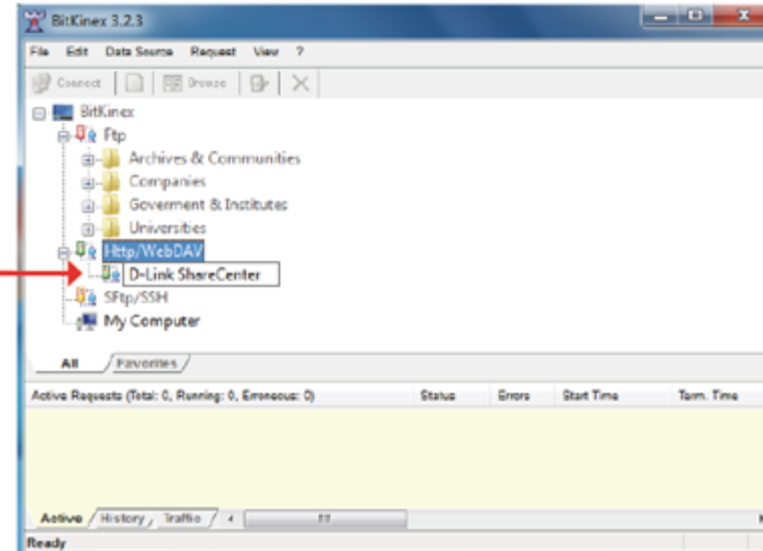 BitKinex 3.2.3
File Edit Data Source Request View ?
Connect Browse
BitKinex
Ftp
Archives & Communities
Companies
Goverment & Institutes
Universities
Http/WebDAV
D-Link ShareCenter
SFtp/SSH
My Computer
All Favorites
Active Requests (Total: 0, Running: 0, Erroneous: 0) Status Errors Start Time Term. Time
Active History Traffic
Ready